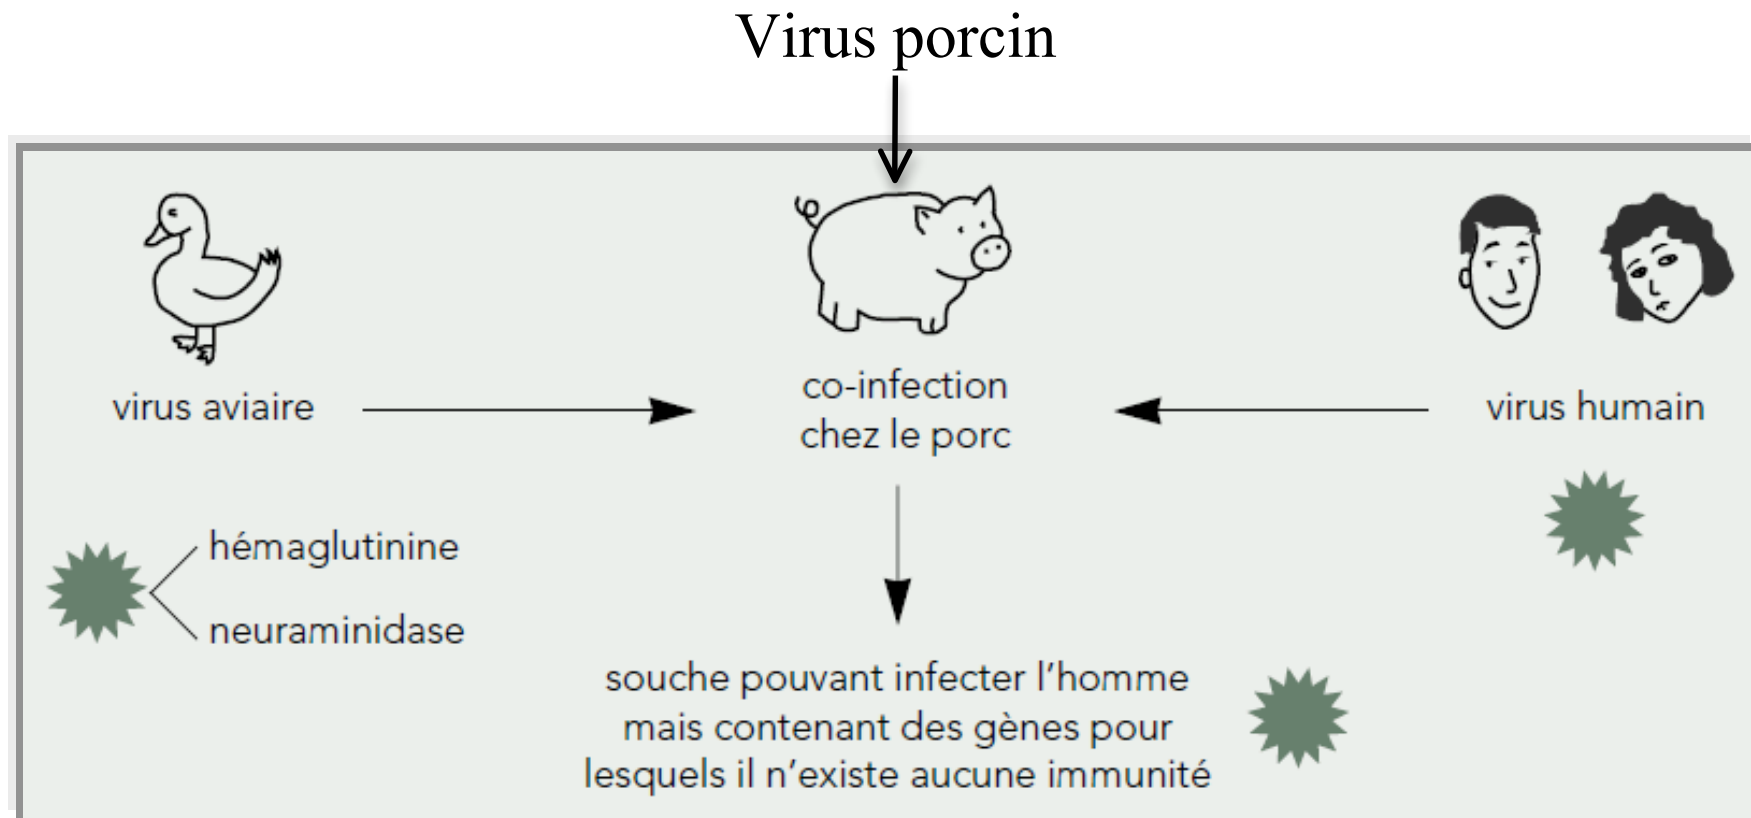 Virus porcin
virus aviaire
co-infection
chez le porc
virus humain
hémaglutinine
neuraminidase
souche pouvant infecter l'homme
mais contenant des gènes pour
lesquels il n'existe aucune immunité